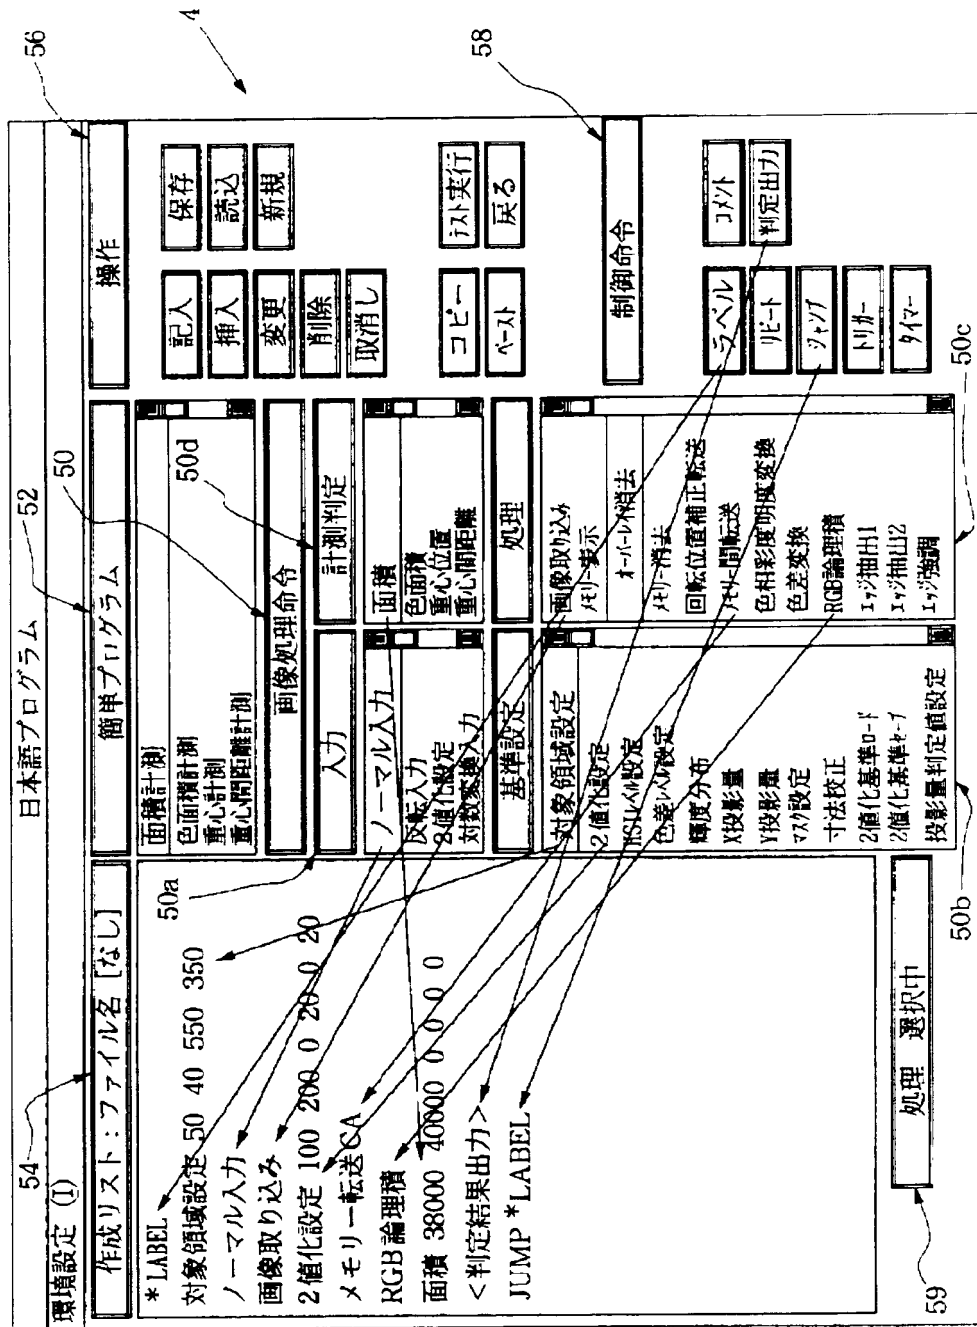 日本語プログラム
環境設定 (I)
54
52
50
56
4
作成リスト：ファイル名 [なし]
*LABEL
対象領域設定 50 40 550 350
ノーマル入力
画像取り込み
2値化設定 100 200 0 20 0 20
メモリー転送 CA
RGB論理積
面積 38000 40000 0 0 0 0 0
<判定結果出力>
JUMP *LABEL
処理 選択中
59
簡単プログラム
面積計測
色面積計測
重心計測
重心間距離計測
画像処理命令
50d
50a
入力
計測判定
ノーマル入力
反転入力
2値化設定
対数変換入力
面積
色面積
重心位置
重心間距離
基準設定
処理
対象領域設定
2値化設定
HSIレベル設定
色差レベル設定
輝度分布
X投影量
Y投影量
マスク設定
寸法校正
2値化基準ロード
2値化基準セーブ
投影量判定値設定
50b
画像取り込み
メモリー表示
オーバーレイ消去
メモリー消去
回転位置補正転送
メモリー間転送
色相彩度明度変換
色差変換
RGB論理積
エッジ抽出1
エッジ抽出2
エッジ強調
50c
操作
記入
保存
挿入
読込
変更
新規
削除
取消し
コピー
テスト実行
ペースト
戻る
58
制御命令
ラベル
コメント
リピート
判定出力
ジャンプ
トリガー
タイマー